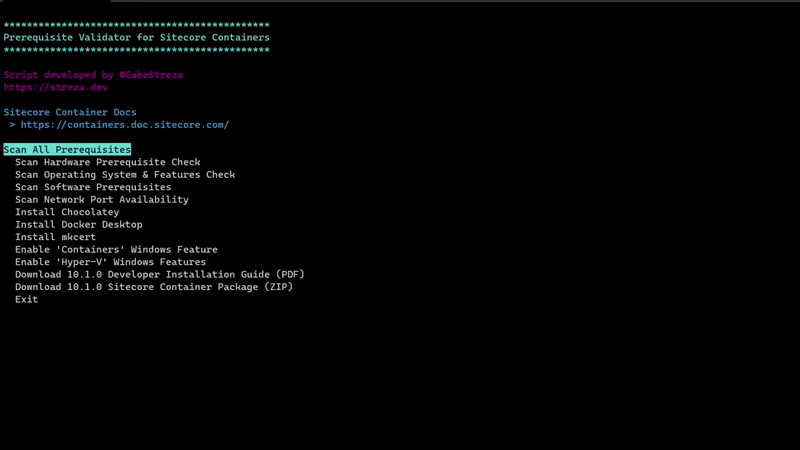 **********************************************
Prerequisite Validator for Sitecore Containers
**********************************************
Script developed by @GabeStreza
https://streza.dev
Sitecore Container Docs
> https://containers.doc.sitecore.com/
Scan All Prerequisites
Scan Hardware Prerequisite Check
Scan Operating System & Features Check
Scan Software Prerequisites
Scan Network Port Availability
Install Chocolatey
Install Docker Desktop
Install mkcert
Enable 'Containers' Windows Feature
Enable 'Hyper-V' Windows Features
Download 10.1.0 Developer Installation Guide (PDF)
Download 10.1.0 Sitecore Container Package (ZIP)
Exit